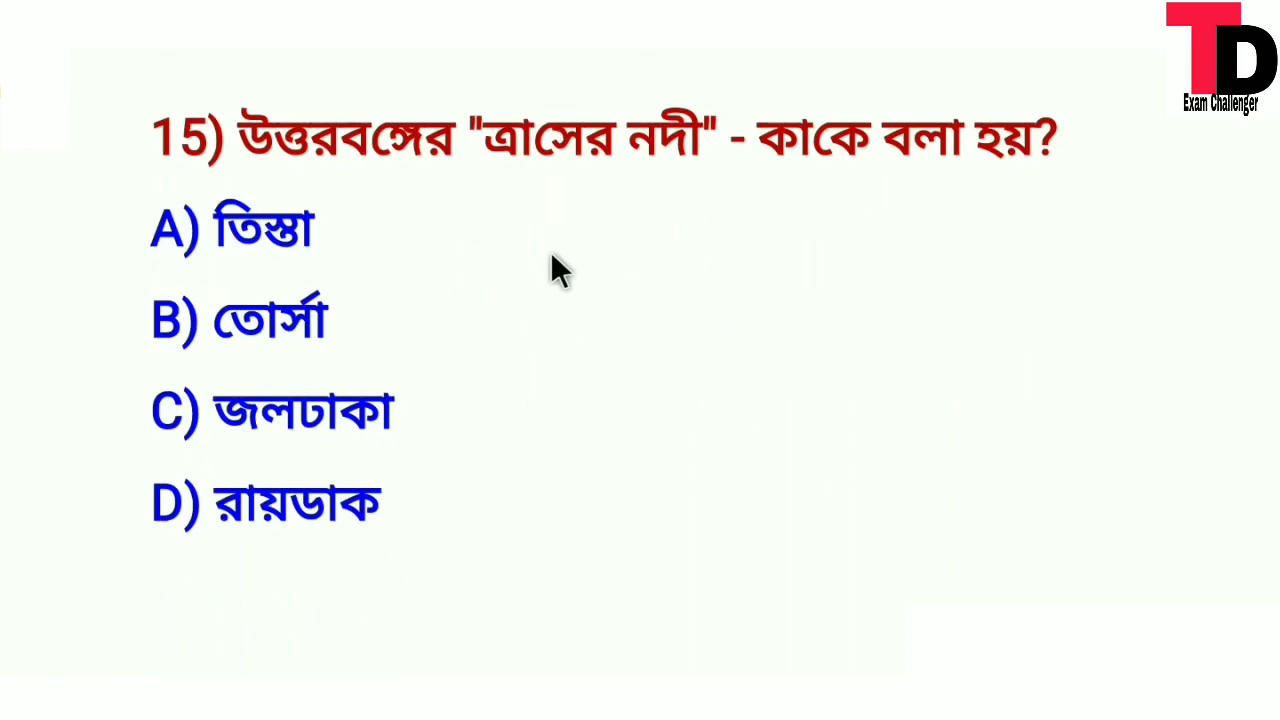 TD
Exam Challenger
15) উত্তরবঙ্গের "ত্রাসের নদী" - কাকে বলা হয়?
A) তিস্তা
B) তোর্সা
C) জলঢাকা
D) রায়ডাক